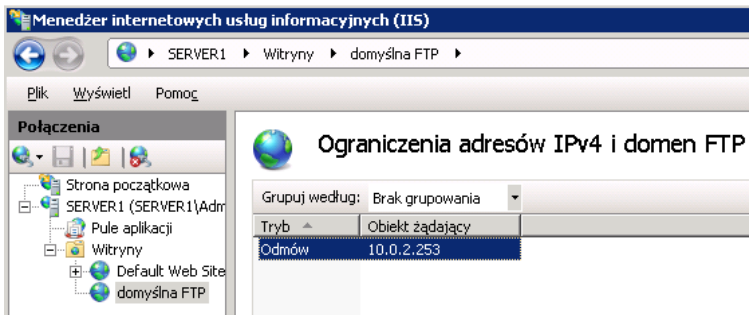 Menedżer internetowych usług informacyjnych (IIS)
SERVER1 Witryny domyślna FTP
Plik Wyświetl Pomoc
Połączenia
Ograniczenia adresów IPv4 i domen FTP
Strona początkowa
SERVER1 (SERVER1\Adm
Pule aplikacji
Witryny
Default Web Site
domyślna FTP
Grupuj według: Brak grupowania
Tryb Obiekt żądający
Odmów 10.0.2.253